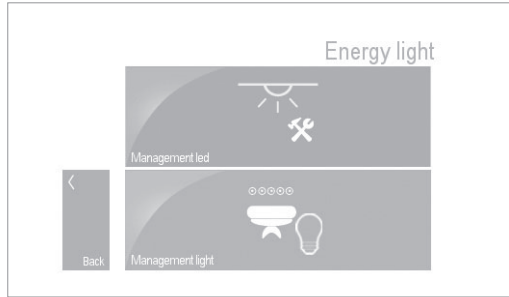 Energy light
Management led
Back
Management light